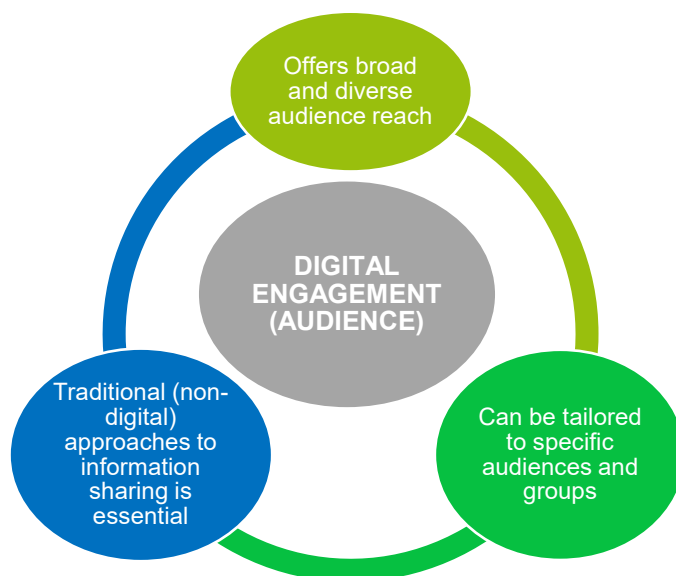 Offers broad
and diverse
audience reach
DIGITAL
ENGAGEMENT
(AUDIENCE)
Traditional (non-
digital)
approaches to
information
sharing is
essential
Can be tailored
to specific
audiences and
groups